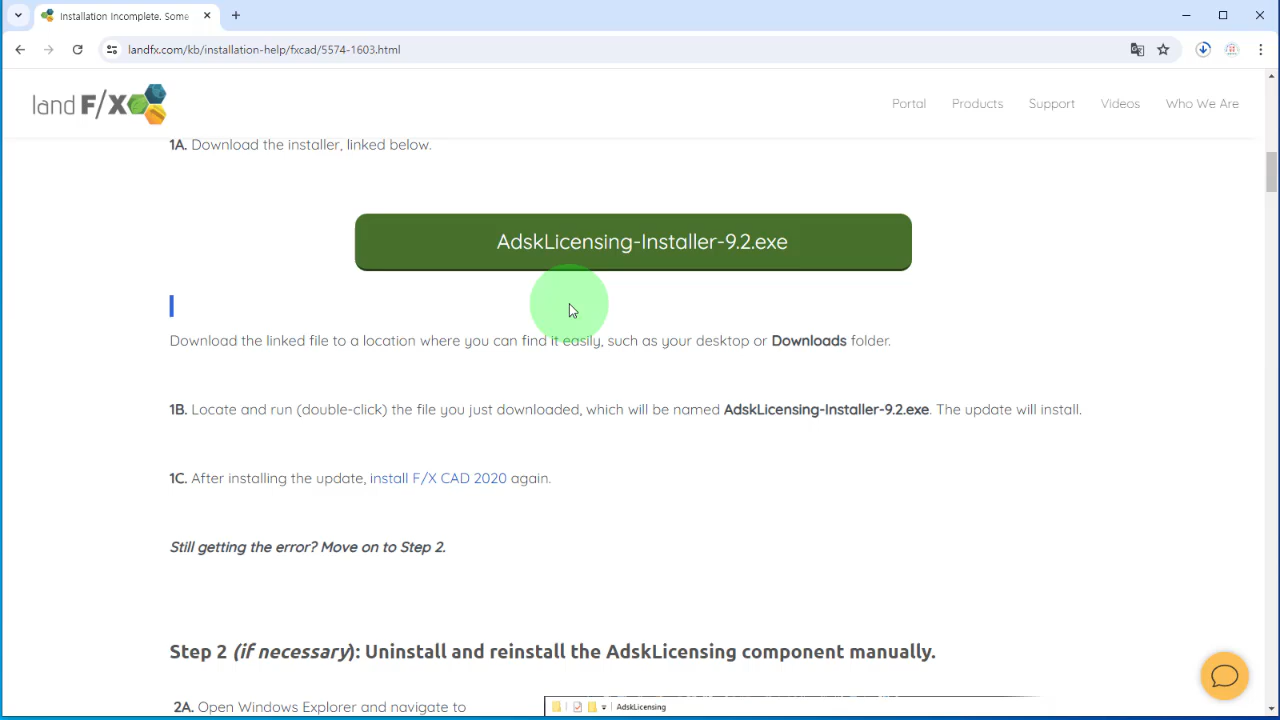 Installation Incomplete. Some
landfx.com/kb/installation-help/fxcad/5574-1603.html
land F/X
Portal
Products
Support
Videos
Who We Are
1A. Download the installer, linked below.
AdskLicensing-Installer-9.2.exe
Download the linked file to a location where you can find it easily, such as your desktop or Downloads folder.
1B. Locate and run (double-click) the file you just downloaded, which will be named AdskLicensing-Installer-9.2.exe. The update will install.
1C. After installing the update, install F/X CAD 2020 again.
Still getting the error? Move on to Step 2.
Step 2 (if necessary): Uninstall and reinstall the AdskLicensing component manually.
2A. Open Windows Explorer and navigate to
AdskLicensing